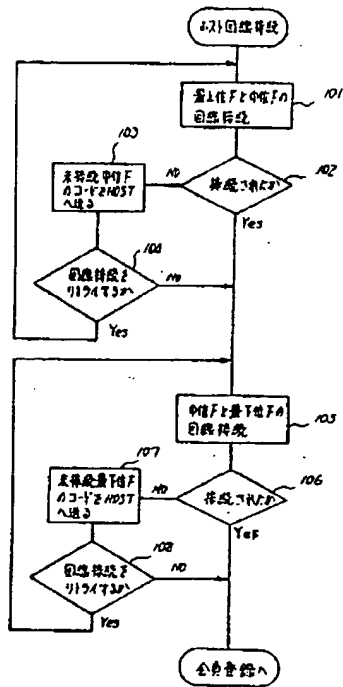 ホスト回線接続
最上位Fと中位Fの
回線接続
101
接続されたか
102
NO
Yes
103
未接続中位F
のコードをHOST
へ送る
104
回線接続を
リトライするか
No
Yes
中位Fと最下位Fの
回線接続
105
接続されたか
106
NO
Yes
107
未接続最下位F
のコードをHOST
へ送る
108
回線接続を
リトライするか
NO
Yes
会員登録へ